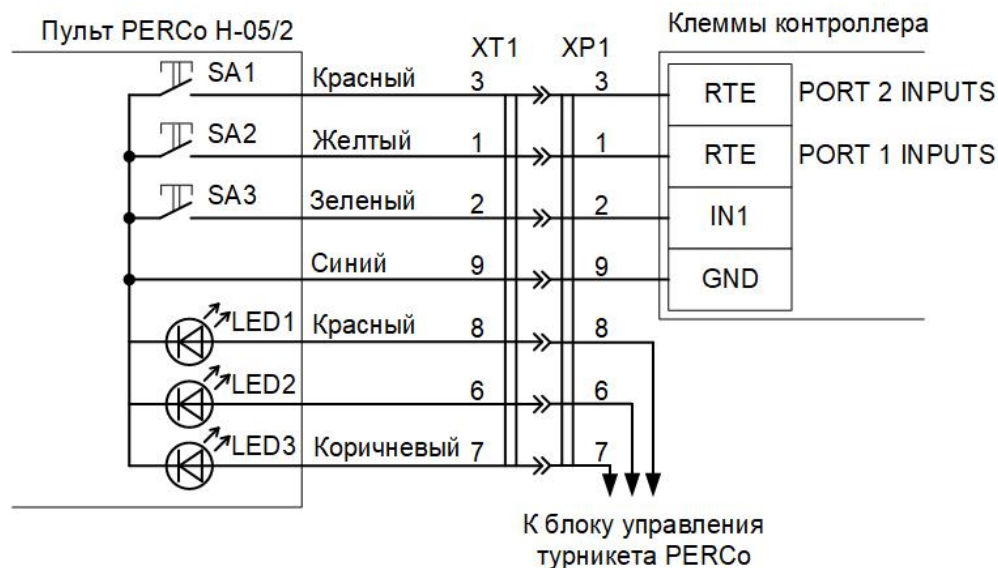 Пульт PERCo H-05/2
XT1 XP1
Клеммы контроллера
SA1 Красный 3 3 RTE PORT 2 INPUTS
SA2 Желтый 1 1 RTE PORT 1 INPUTS
SA3 Зеленый 2 2 IN1
Синий 9 9 GND
LED1 Красный 8 8
LED2 6 6
LED3 Коричневый 7 7
К блоку управления
турникета PERCo